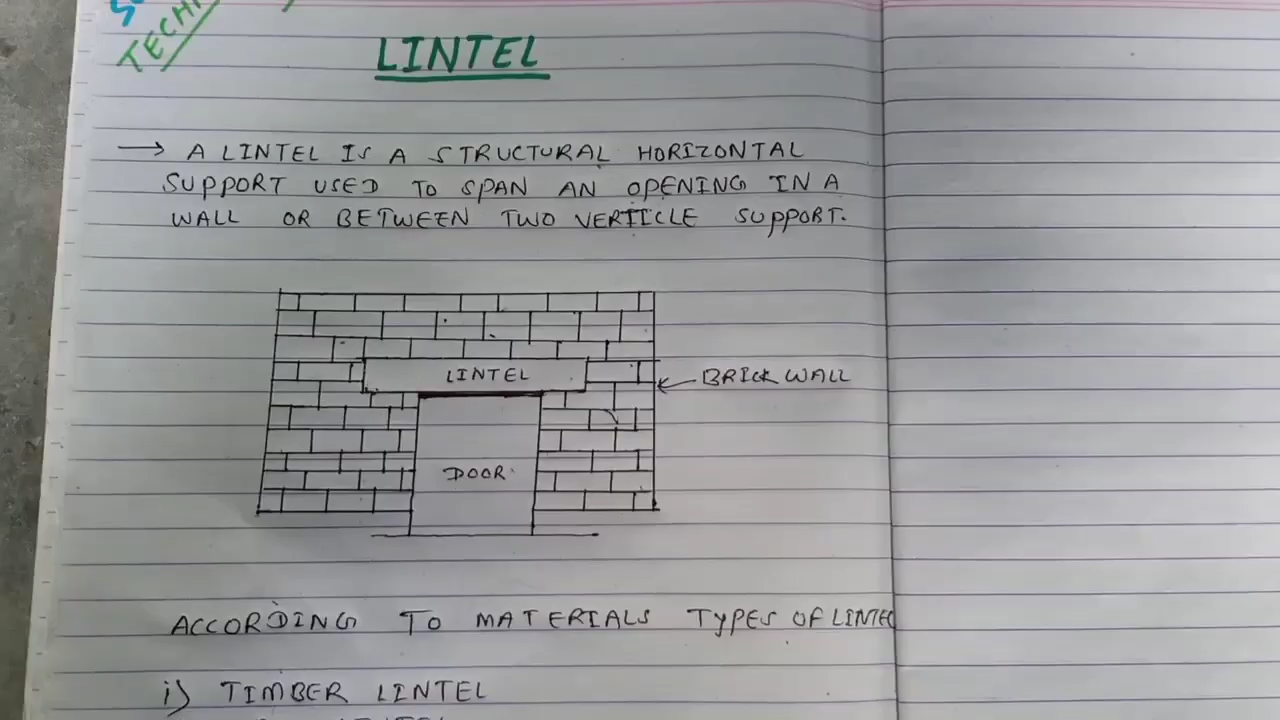 LINTEL
→ A LINTEL IS A STRUCTURAL HORIZONTAL
SUPPORT USED TO SPAN AN OPENING IN A
WALL OR BETWEEN TWO VERTICLE SUPPORT.
LINTEL
BRICK WALL
DOOR
ACCORDING TO MATERIALS TYPES OF LINTEL
i) TIMBER LINTEL